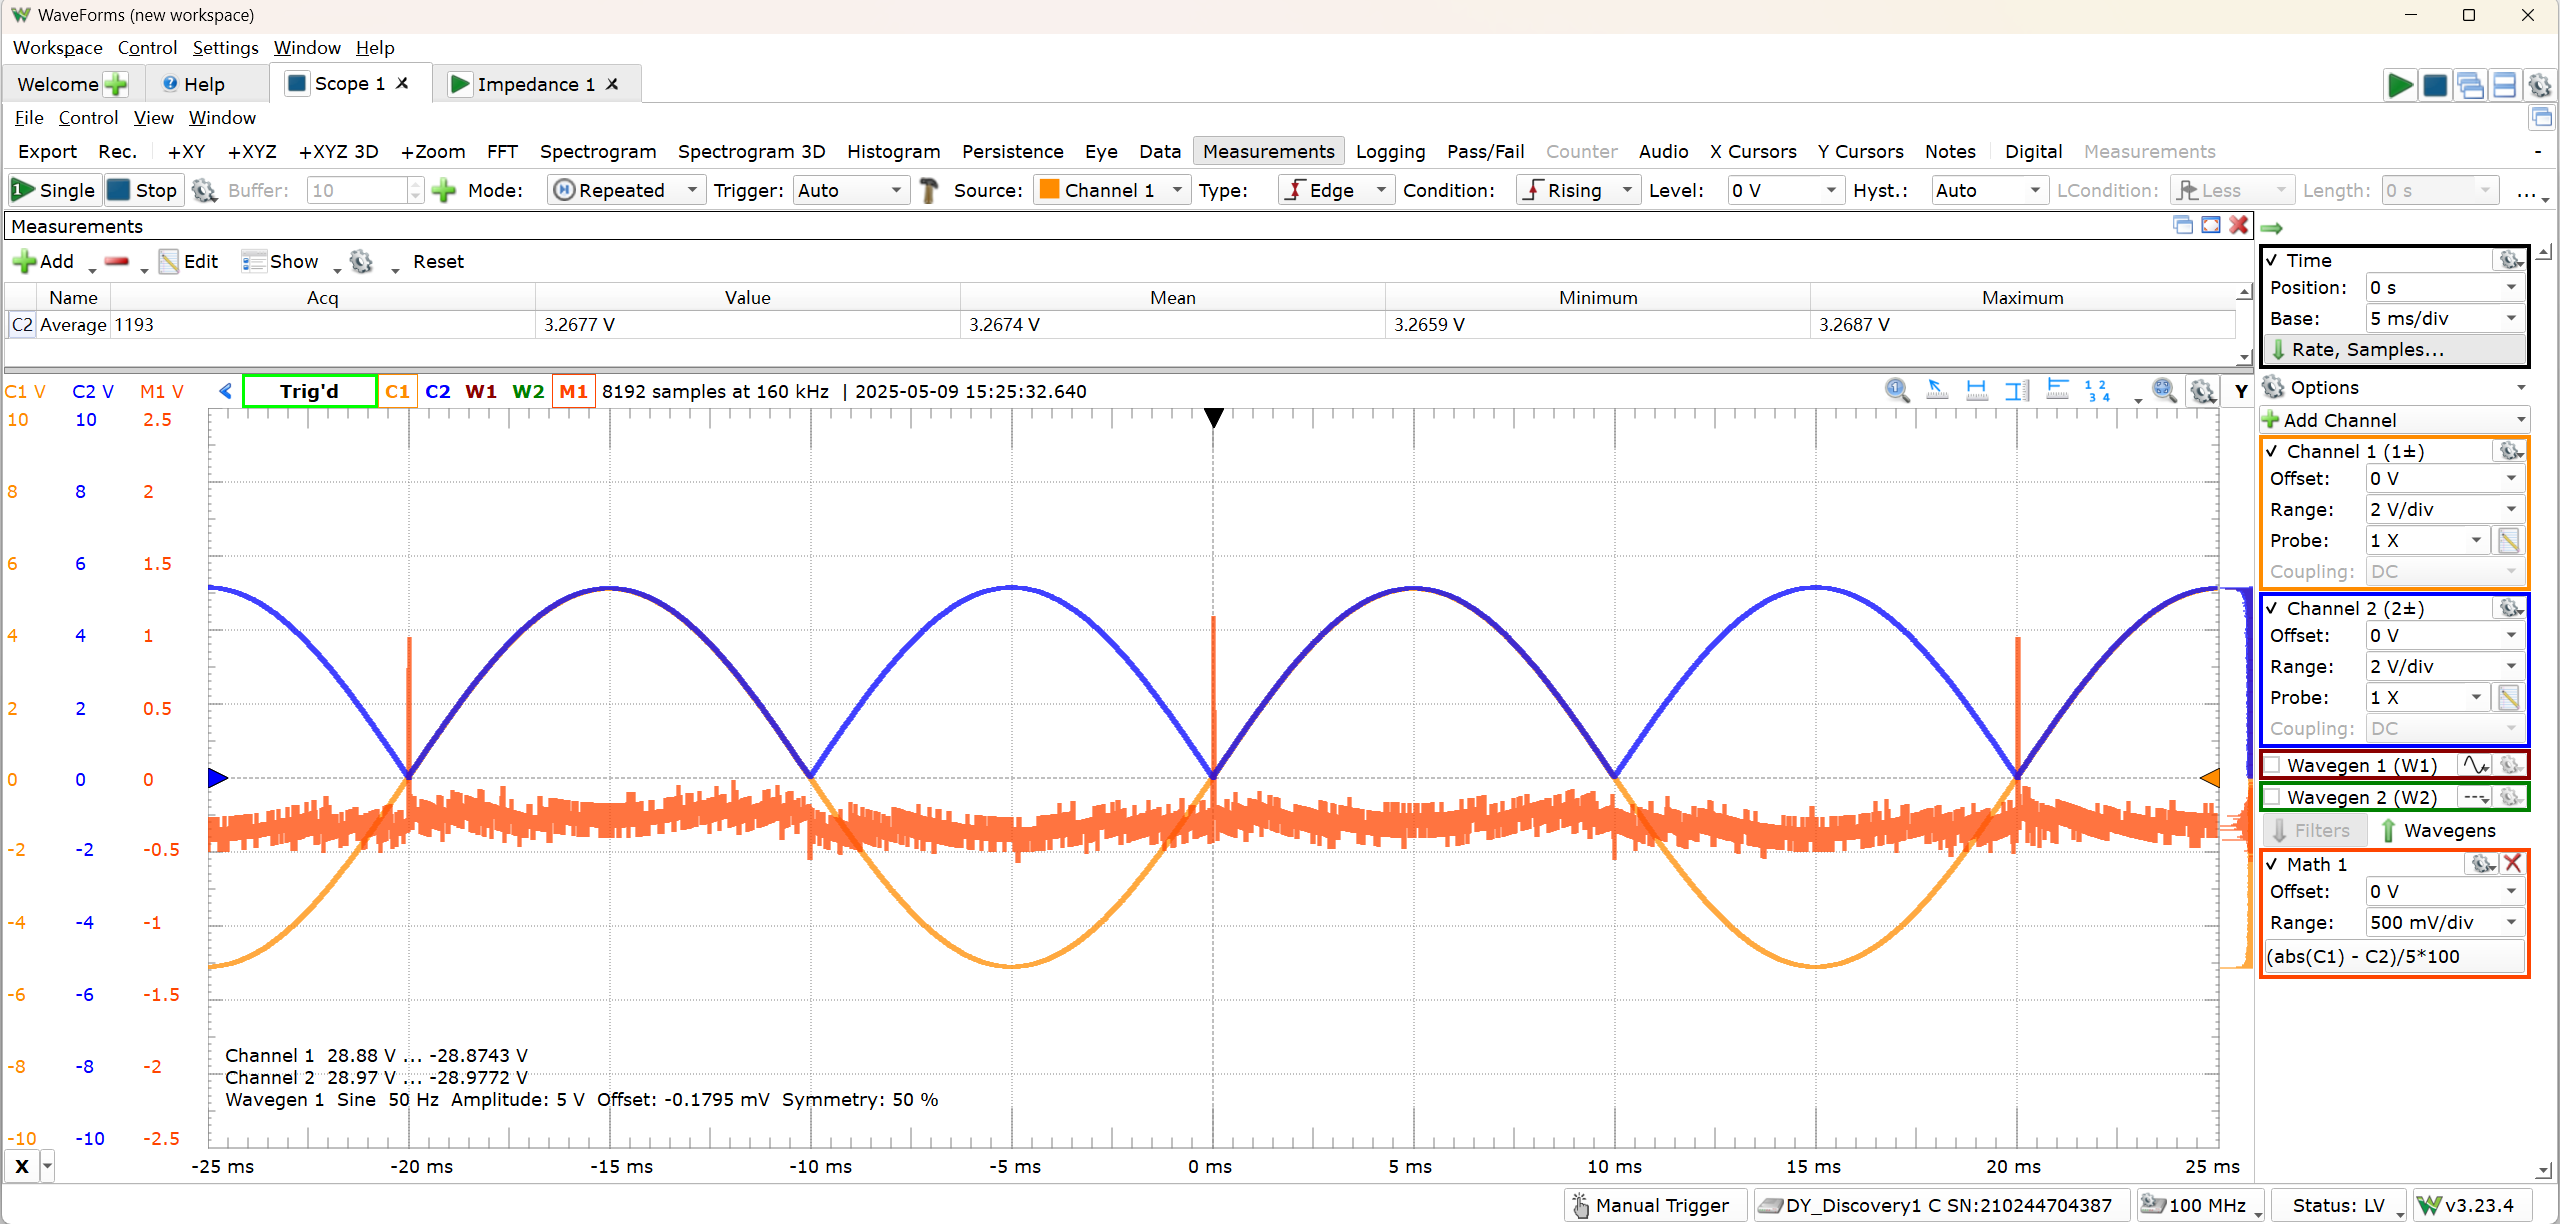 WaveForms (new workspace)
Workspace Control Settings Window Help
Welcome Help Scope 1 Impedance 1
File Control View Window
Export Rec. +XY +XYZ +XYZ 3D +Zoom FFT Spectrogram Spectrogram 3D Histogram Persistence Eye Data Measurements Logging Pass/Fail Counter Audio X Cursors Y Cursors Notes Digital Measurements -
Single Stop Buffer: 10 Mode: Repeated Trigger: Auto Source: Channel 1 Type: Edge Condition: Rising Level: 0 V Hyst.: Auto LCondition: Less Length: 0 s ...
Measurements
Add Edit Show Reset
Name Acq Value Mean Minimum Maximum
C2 Average 1193 3.2677 V 3.2674 V 3.2659 V 3.2687 V
Time
Position: 0 s
Base: 5 ms/div
Rate, Samples...
C1 V C2 V M1 V Trig'd C1 C2 W1 W2 M1 8192 samples at 160 kHz | 2025-05-09 15:25:32.640 Y
Options
Add Channel
Channel 1 (1±)
Offset: 0 V
Range: 2 V/div
Probe: 1 X
Coupling: DC
Channel 2 (2±)
Offset: 0 V
Range: 2 V/div
Probe: 1 X
Coupling: DC
Wavegen 1 (W1)
Wavegen 2 (W2)
Filters Wavegens
Math 1
Offset: 0 V
Range: 500 mV/div
(abs(C1) - C2)/5*100
10 10 2.5
8 8 2
6 6 1.5
4 4 1
2 2 0.5
0 0 0
-2 -2 -0.5
-4 -4 -1
-6 -6 -1.5
-8 -8 -2
-10 -10 -2.5
Channel 1 28.88 V ... -28.8743 V
Channel 2 28.97 V ... -28.9772 V
Wavegen 1 Sine 50 Hz Amplitude: 5 V Offset: -0.1795 mV Symmetry: 50 %
X -25 ms -20 ms -15 ms -10 ms -5 ms 0 ms 5 ms 10 ms 15 ms 20 ms 25 ms
Manual Trigger DY_Discovery1 C SN:210244704387 100 MHz Status: LV v3.23.4